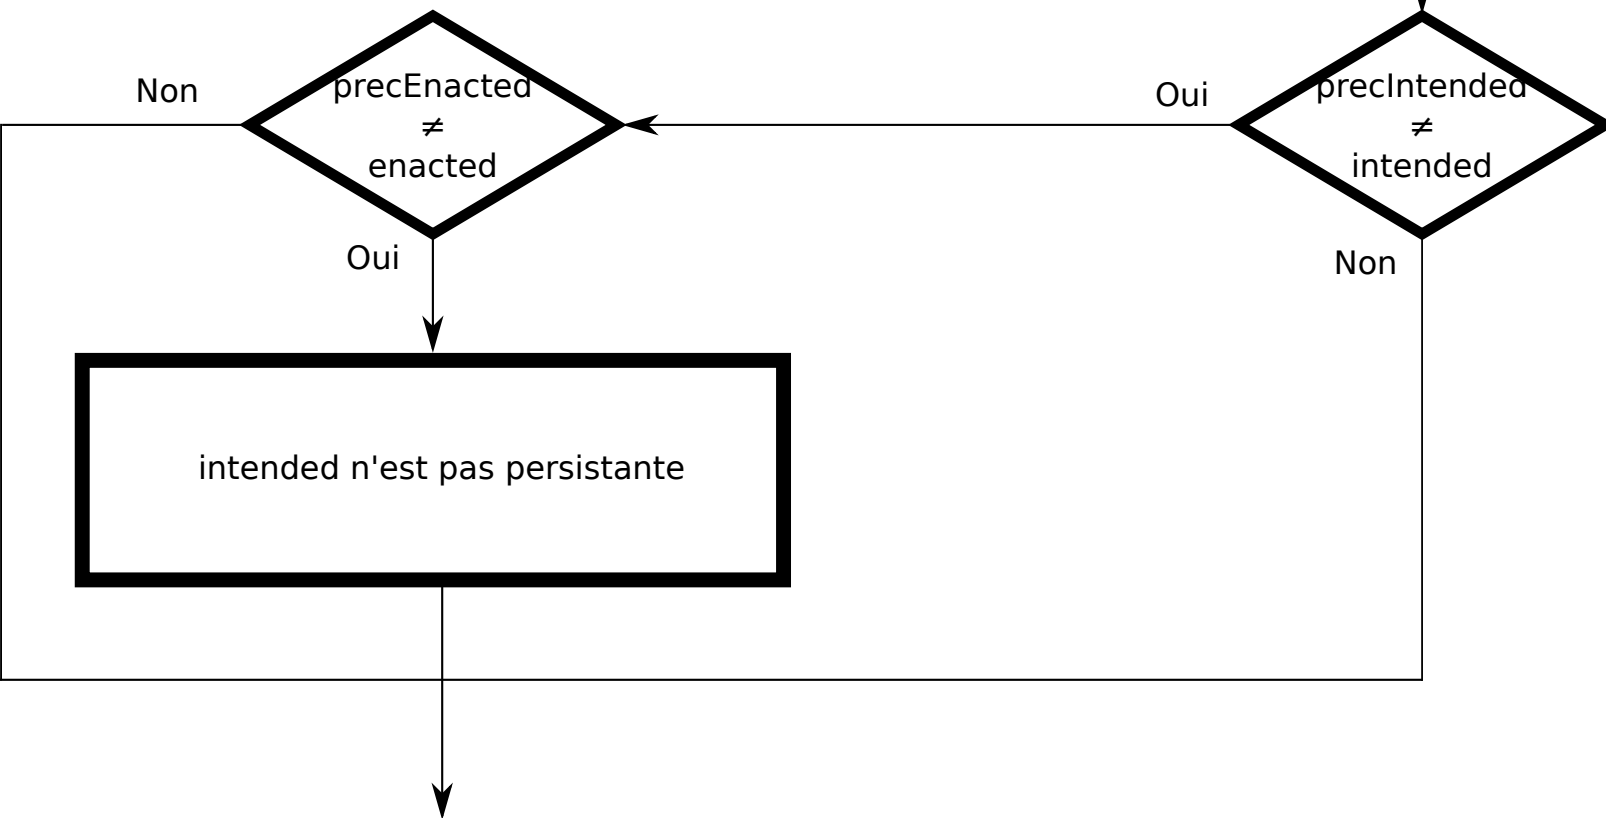 Non
precEnacted
≠
enacted
Oui
Oui
precIntended
≠
intended
Non
intended n'est pas persistante